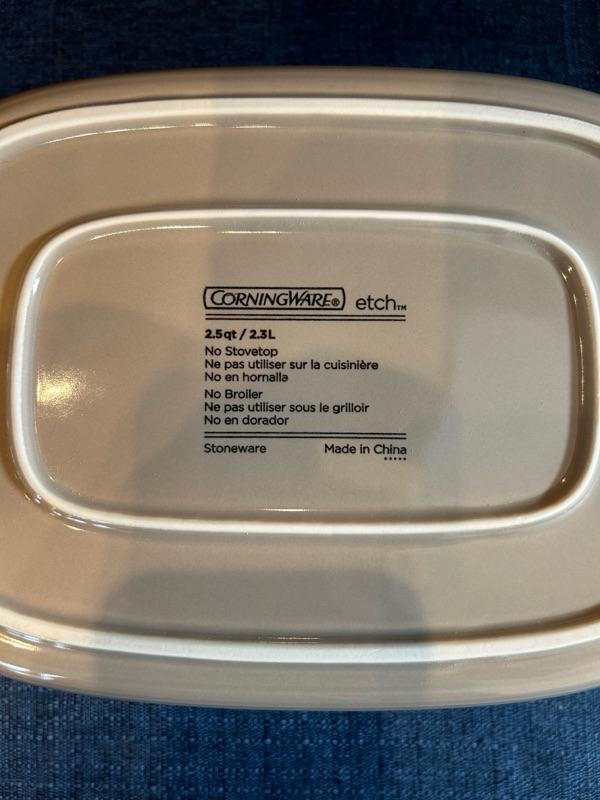 CORNINGWARE® etch™
2.5qt / 2.3L
No Stovetop
Ne pas utiliser sur la cuisinière
No en hornalla
No Broiler
Ne pas utiliser sous le grilloir
No en dorador
Stoneware Made in China